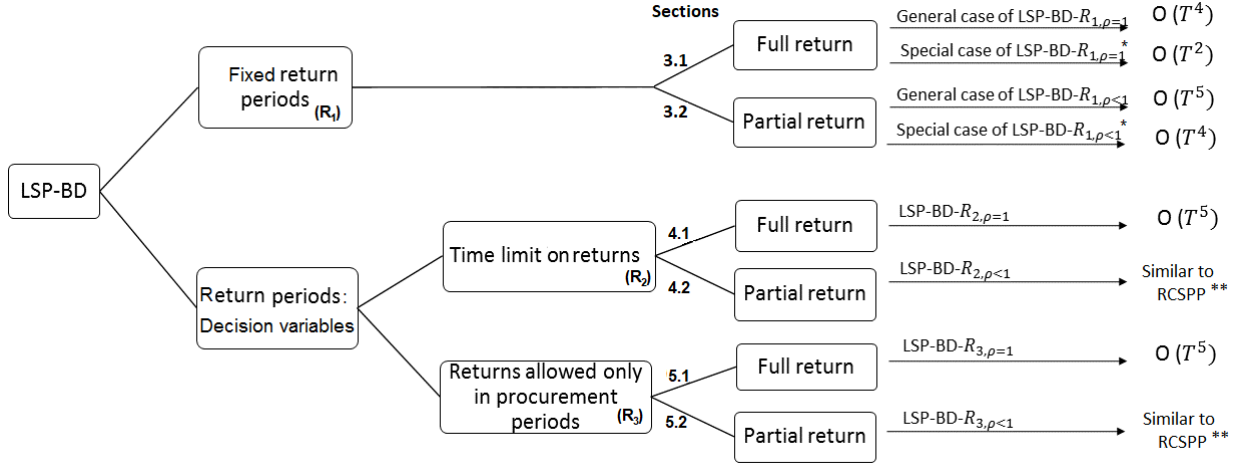 Sections
General case of LSP-BD-R₁,ρ=1
O (T⁴)
Full return
3.1
Special case of LSP-BD-R₁,ρ=1*
O (T²)
Fixed return
periods
(R₁)
General case of LSP-BD-R₁,ρ<1
O (T⁵)
3.2
Partial return
Special case of LSP-BD-R₁,ρ<1*
O (T⁴)
LSP-BD
LSP-BD-R₂,ρ=1
O (T⁵)
4.1
Full return
Time limit on returns
(R₂)
LSP-BD-R₂,ρ<1
Similar to
RCSPP **
4.2
Partial return
Return periods:
Decision variables
LSP-BD-R₃,ρ=1
O (T⁵)
5.1
Full return
Returns allowed only
in procurement
periods
(R₃)
5.2
LSP-BD-R₃,ρ<1
Similar to
RCSPP **
Partial return